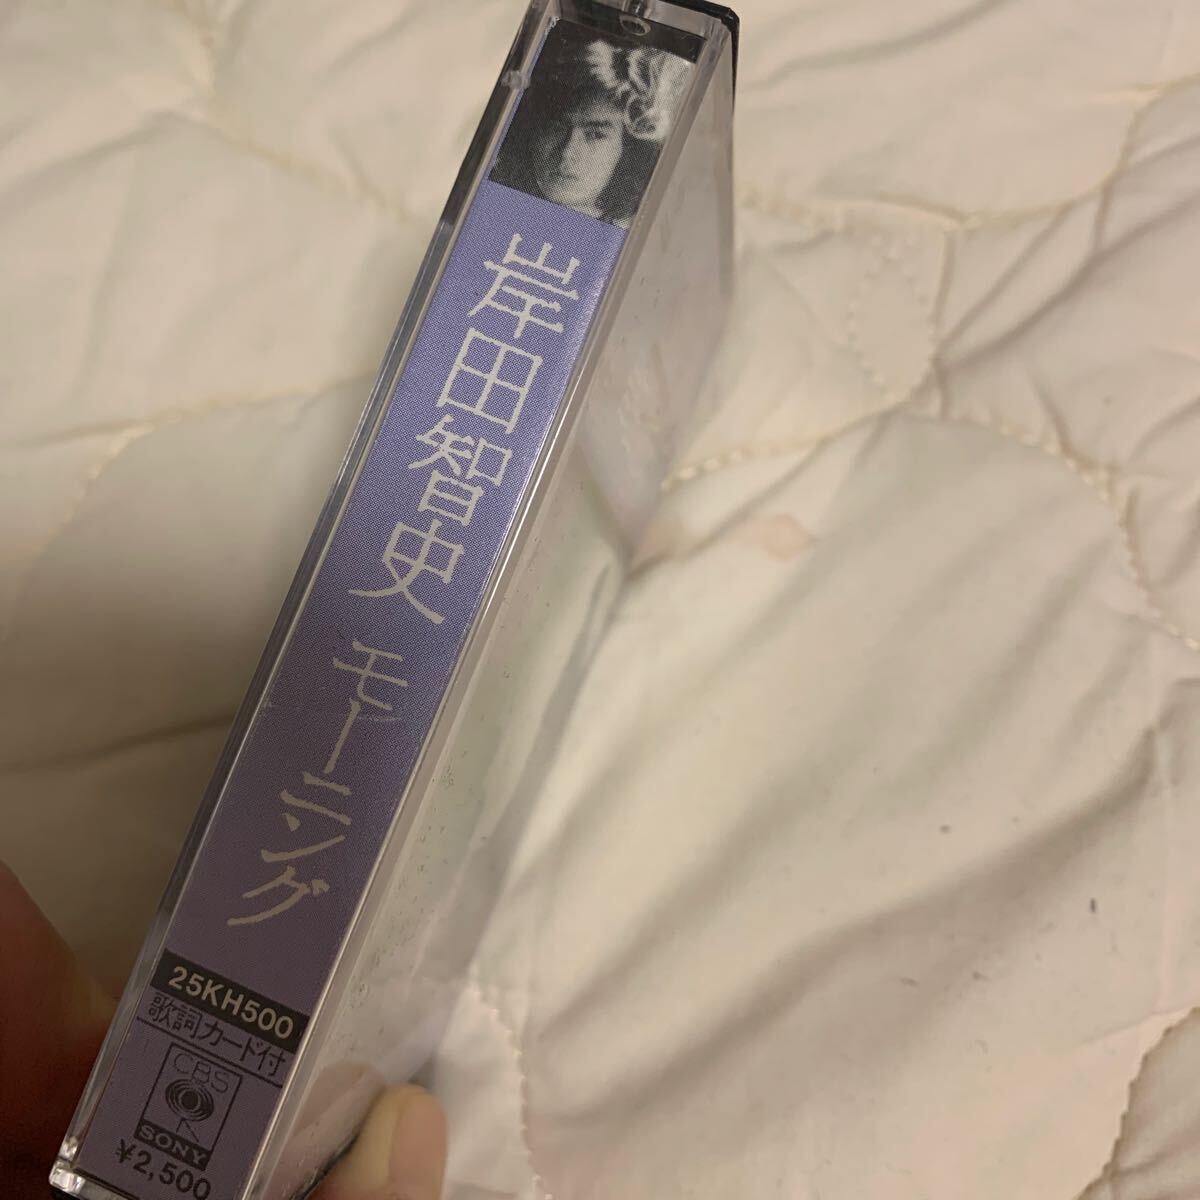 岸田智史
モーニング
25KH500
歌詞カード付
CBS
SONY
¥2,500